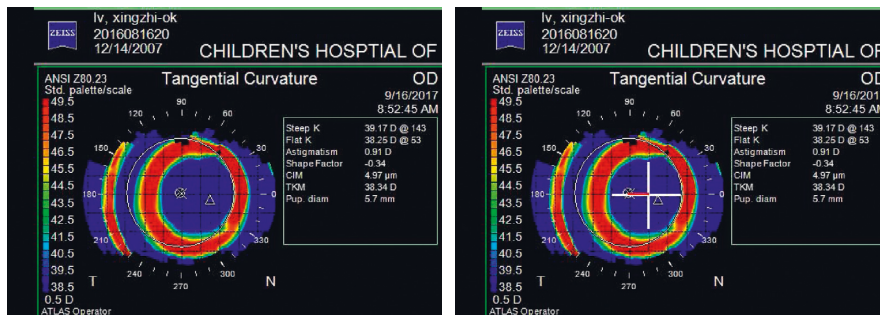 ZEISS
lv, xingzhi-ok
2016081620
12/14/2007
CHILDREN'S HOSPTIAL OF
ANSI Z80.23
Std. palette/scale
Tangential Curvature
OD
9/16/2017
8:52:45 AM
49.5
48.5
47.5
46.5
45.5
44.5
43.5
42.5
41.5
40.5
39.5
38.5
0.5 D
90
120
60
150
30
180
0
210
330
240
300
270
T
N
Steep K 39.17 D @ 143
Flat K 38.25 D @ 53
Astigmatism 0.91 D
Shape Factor -0.34
CIM 4.97 µm
TKM 38.34 D
Pup. diam 5.7 mm
ATLAS Operator
ZEISS
lv, xingzhi-ok
2016081620
12/14/2007
CHILDREN'S HOSPTIAL OF
ANSI Z80.23
Std. palette/scale
Tangential Curvature
OD
9/16/201
8:52:45 AM
49.5
48.5
47.5
46.5
45.5
44.5
43.5
42.5
41.5
40.5
39.5
38.5
0.5 D
90
120
60
150
30
180
0
210
330
240
300
270
T
N
Steep K 39.17 D @ 143
Flat K 38.25 D @ 53
Astigmatism 0.91 D
Shape Factor -0.34
CIM 4.97 µm
TKM 38.34 D
Pup. diam 5.7 mm
ATLAS Operator